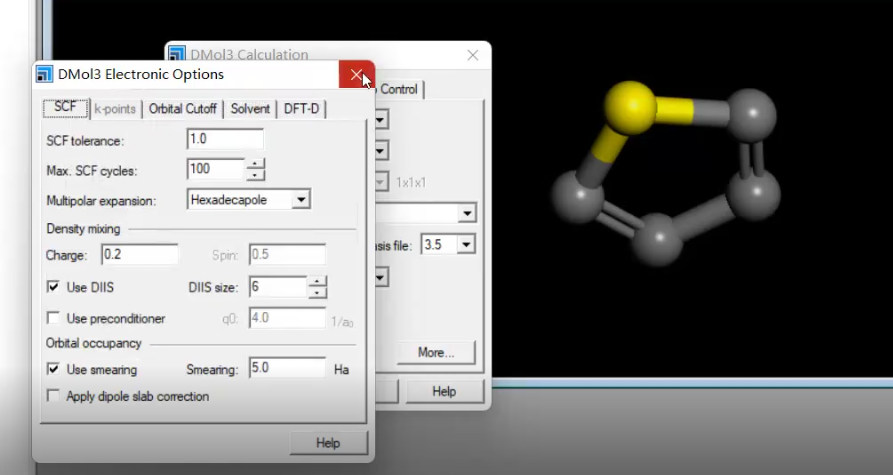 DMol3 Calculation
DMol3 Electronic Options
Control
SCF k-points Orbital Cutoff Solvent DFT-D
SCF tolerance: 1.0
Max. SCF cycles: 100
1x1x1
Multipolar expansion: Hexadecapole
Density mixing
Charge: 0.2 Spin: 0.5
file: 3.5
Use DIIS DIIS size: 6
Use preconditioner q0: 4.0 1/a₀
Orbital occupancy
More...
Use smearing Smearing: 5.0 Ha
Help
Apply dipole slab correction
Help